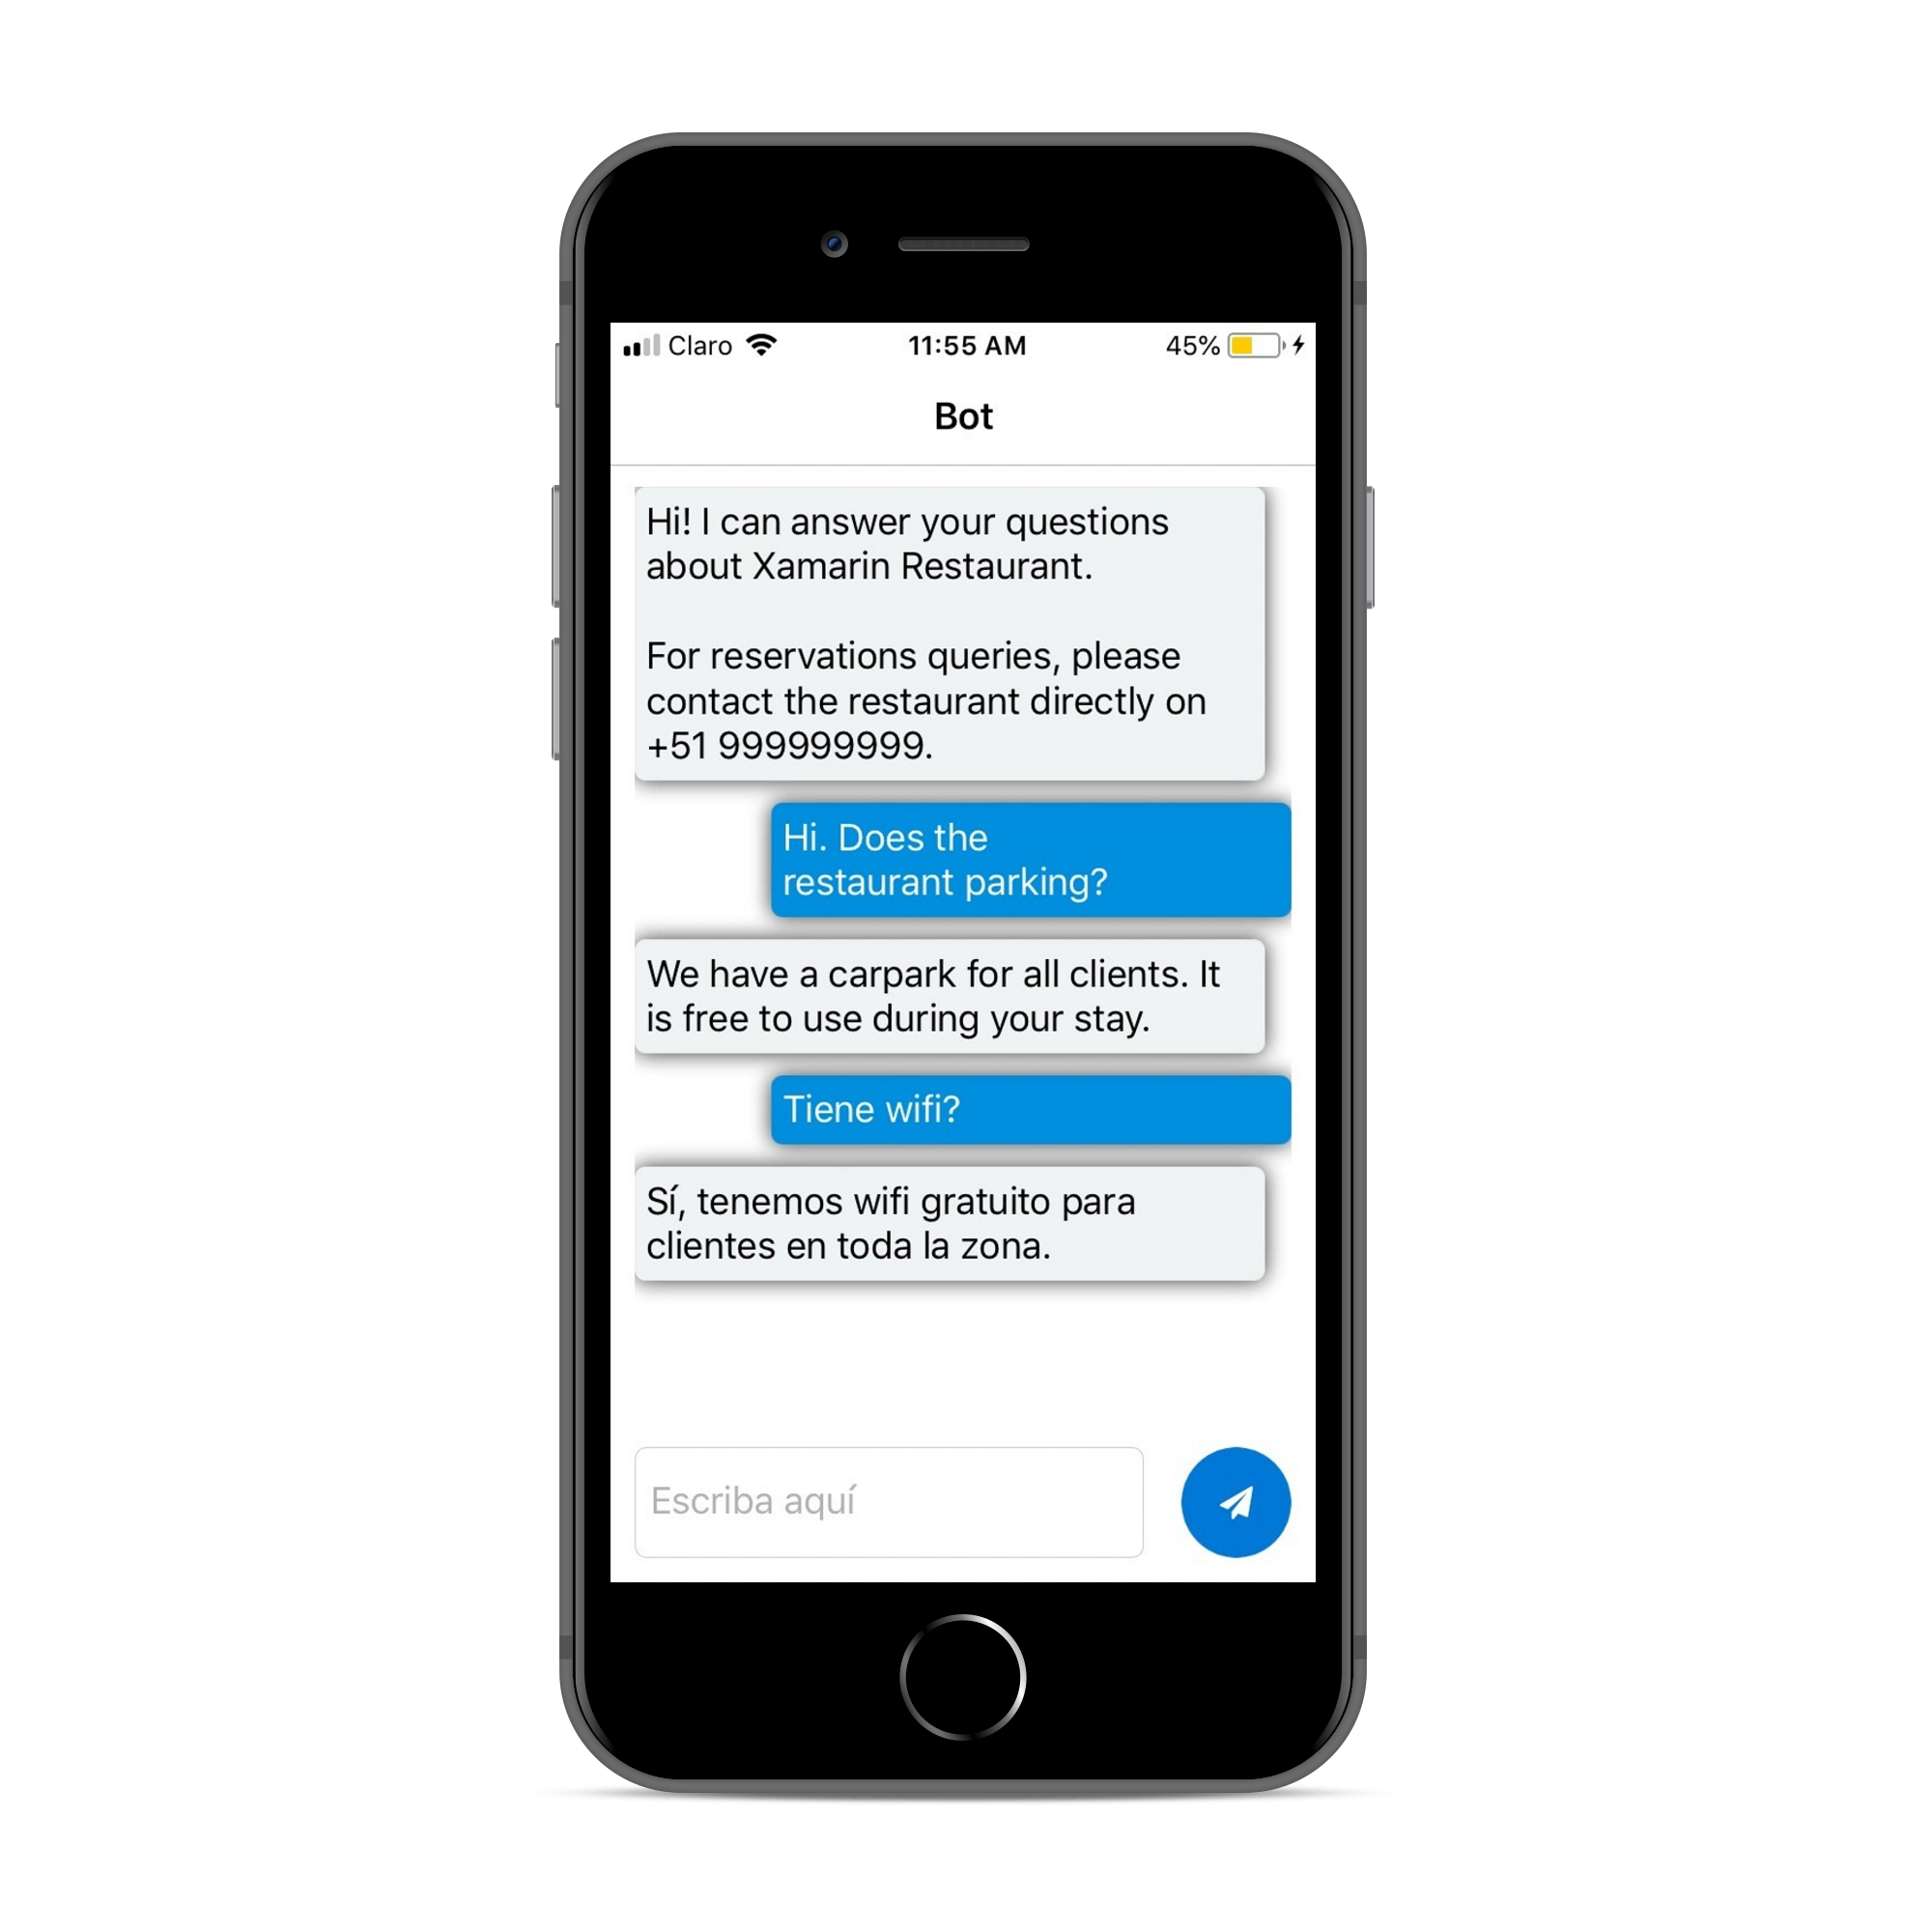 Claro 11:55 AM 45%
Bot
Hi! I can answer your questions
about Xamarin Restaurant.
For reservations queries, please
contact the restaurant directly on
+51 999999999.
Hi. Does the
restaurant parking?
We have a carpark for all clients. It
is free to use during your stay.
Tiene wifi?
Sí, tenemos wifi gratuito para
clientes en toda la zona.
Escriba aquí